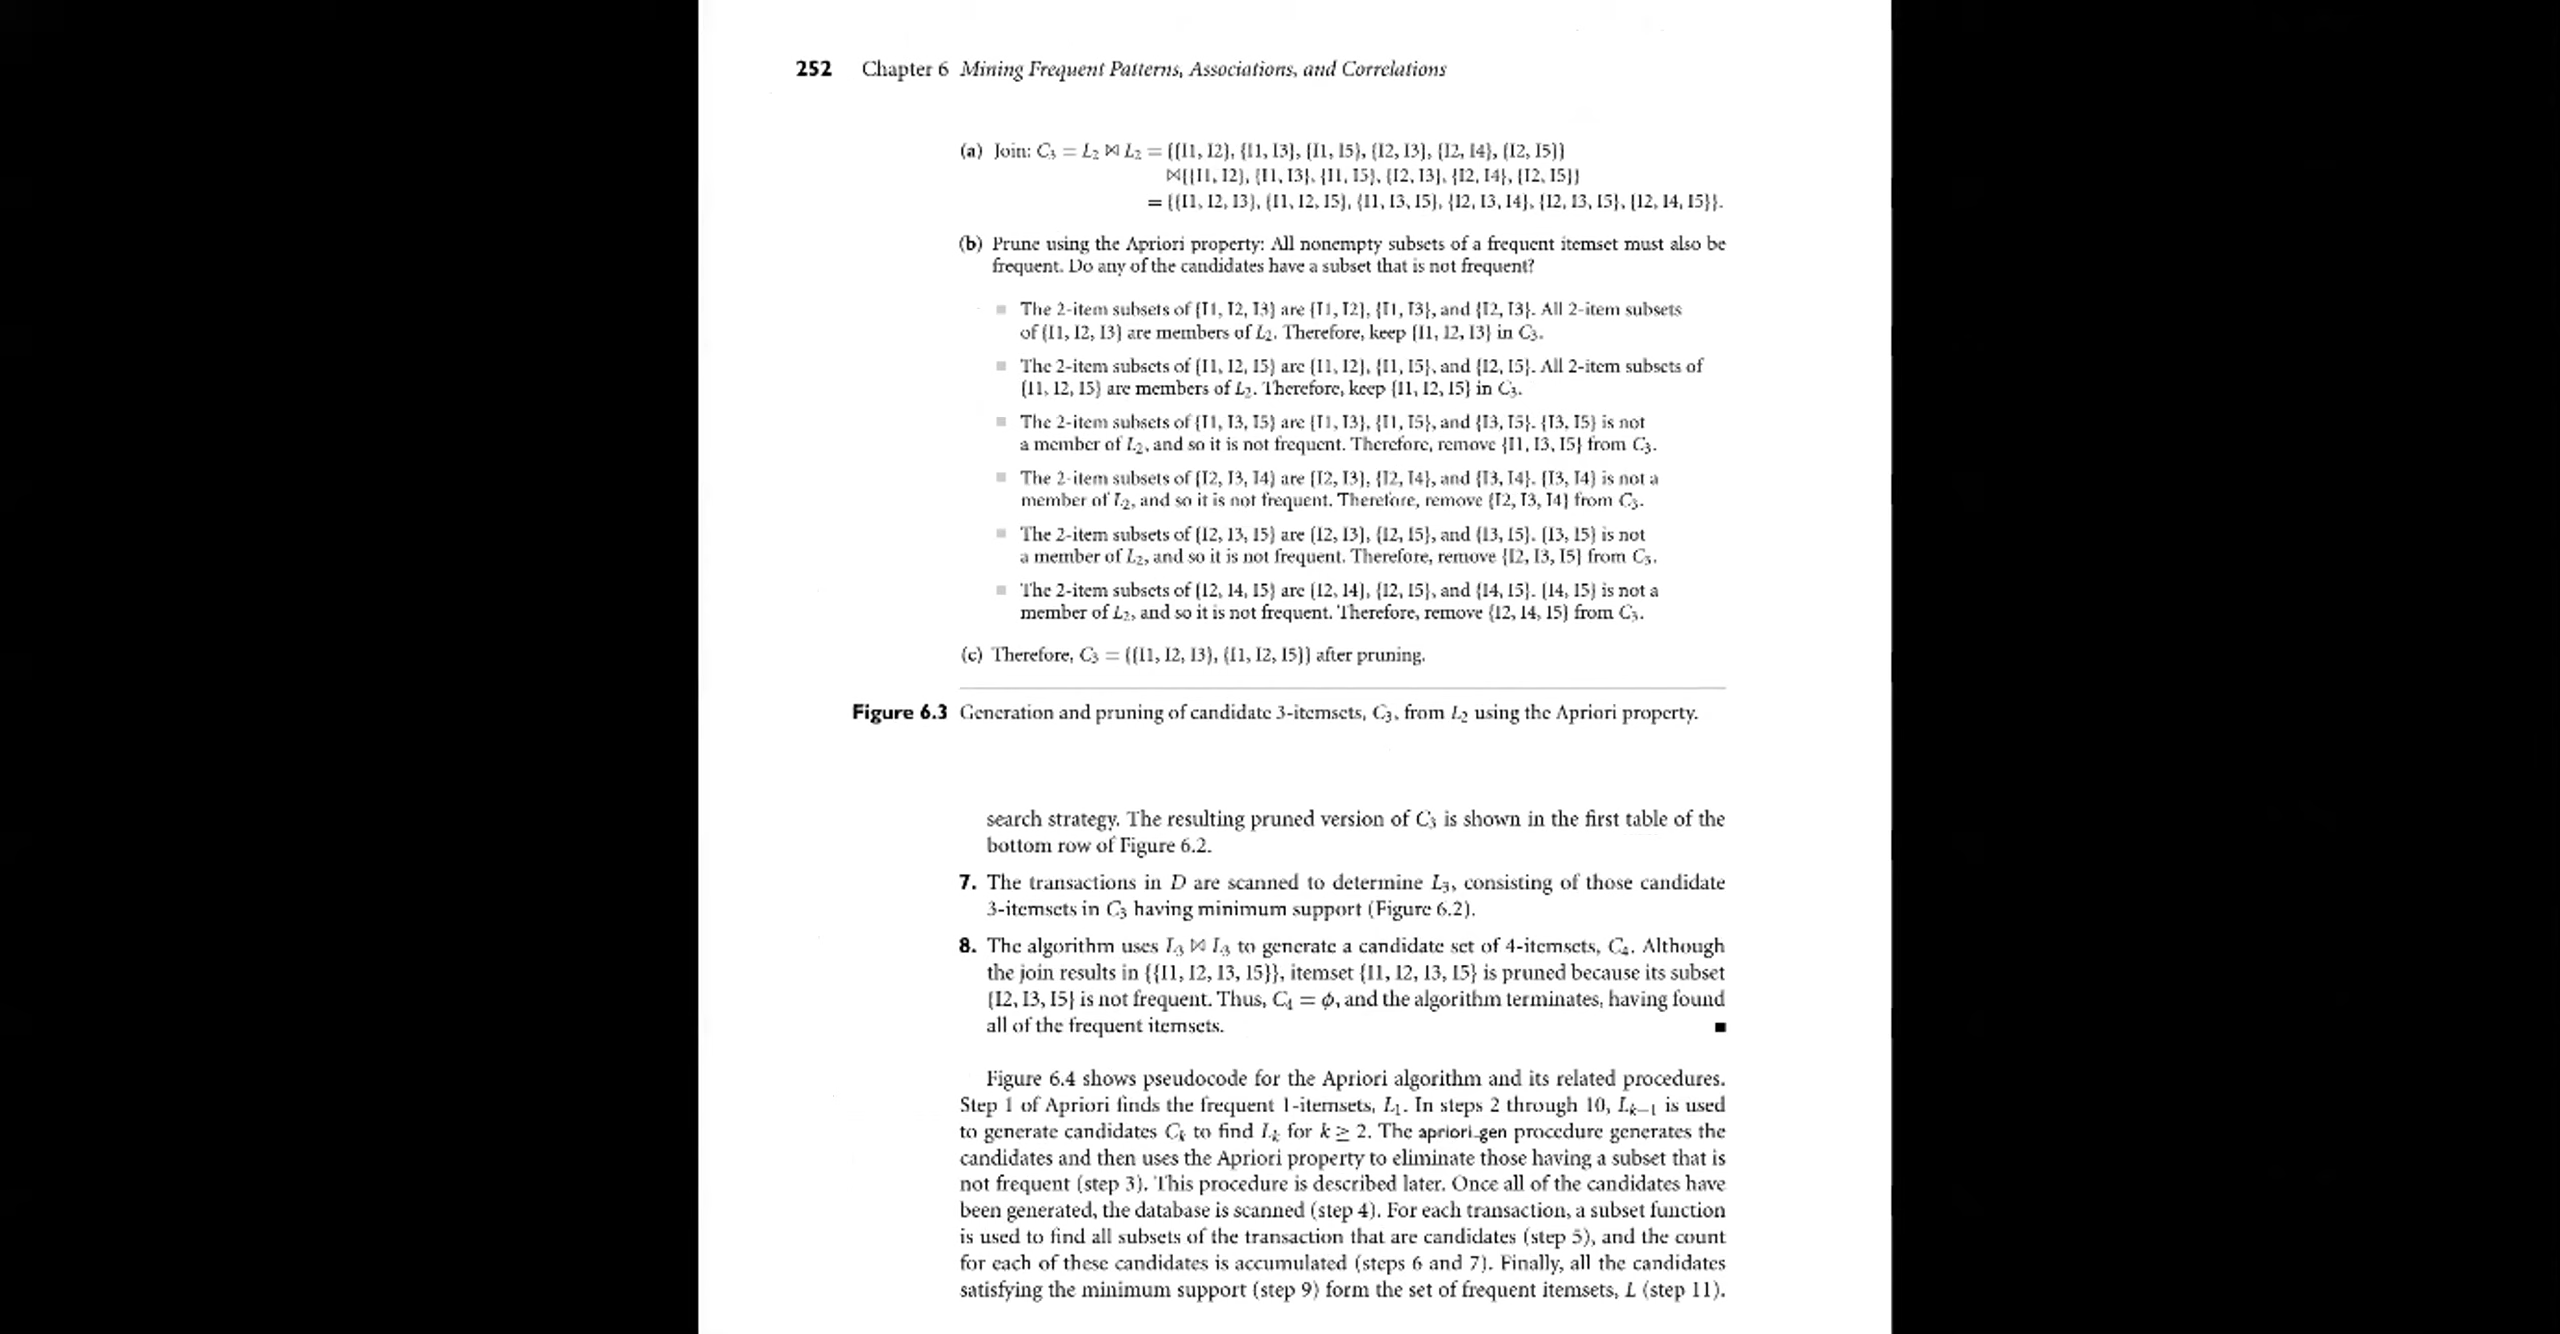 252 Chapter 6 Mining Frequent Patterns, Associations, and Correlations
(a) Join: C3 = L2 ⋈ L2 = {{I1, I2}, {I1, I3}, {I1, I5}, {I2, I3}, {I2, I4}, {I2, I5}}
⋈{{I1, I2}, {I1, I3}, {I1, I5}, {I2, I3}, {I2, I4}, {I2, I5}}
= {{I1, I2, I3}, {I1, I2, I5}, {I1, I3, I5}, {I2, I3, I4}, {I2, I3, I5}, {I2, I4, I5}}.
(b) Prune using the Apriori property: All nonempty subsets of a frequent itemset must also be
frequent. Do any of the candidates have a subset that is not frequent?
The 2-item subsets of {I1, I2, I3} are {I1, I2}, {I1, I3}, and {I2, I3}. All 2-item subsets
of {I1, I2, I3} are members of L2. Therefore, keep {I1, I2, I3} in C3.
The 2-item subsets of {I1, I2, I5} are {I1, I2}, {I1, I5}, and {I2, I5}. All 2-item subsets of
{I1, I2, I5} are members of L2. Therefore, keep {I1, I2, I5} in C3.
The 2-item subsets of {I1, I3, I5} are {I1, I3}, {I1, I5}, and {I3, I5}. {I3, I5} is not
a member of L2, and so it is not frequent. Therefore, remove {I1, I3, I5} from C3.
The 2-item subsets of {I2, I3, I4} are {I2, I3}, {I2, I4}, and {I3, I4}. {I3, I4} is not a
member of L2, and so it is not frequent. Therefore, remove {I2, I3, I4} from C3.
The 2-item subsets of {I2, I3, I5} are {I2, I3}, {I2, I5}, and {I3, I5}. {I3, I5} is not
a member of L2, and so it is not frequent. Therefore, remove {I2, I3, I5} from C3.
The 2-item subsets of {I2, I4, I5} are {I2, I4}, {I2, I5}, and {I4, I5}. {I4, I5} is not a
member of L2, and so it is not frequent. Therefore, remove {I2, I4, I5} from C3.
(c) Therefore, C3 = {{I1, I2, I3}, {I1, I2, I5}} after pruning.
Figure 6.3 Generation and pruning of candidate 3-itemsets, C3, from L2 using the Apriori property.
search strategy. The resulting pruned version of C3 is shown in the first table of the
bottom row of Figure 6.2.
7. The transactions in D are scanned to determine L3, consisting of those candidate
3-itemsets in C3 having minimum support (Figure 6.2).
8. The algorithm uses L3 ⋈ L3 to generate a candidate set of 4-itemsets, C4. Although
the join results in {{I1, I2, I3, I5}}, itemset {I1, I2, I3, I5} is pruned because its subset
{I2, I3, I5} is not frequent. Thus, C4 = ϕ, and the algorithm terminates, having found
all of the frequent itemsets.
Figure 6.4 shows pseudocode for the Apriori algorithm and its related procedures.
Step 1 of Apriori finds the frequent 1-itemsets, L1. In steps 2 through 10, Lk−1 is used
to generate candidates Ck to find Lk for k ≥ 2. The apriori_gen procedure generates the
candidates and then uses the Apriori property to eliminate those having a subset that is
not frequent (step 3). This procedure is described later. Once all of the candidates have
been generated, the database is scanned (step 4). For each transaction, a subset function
is used to find all subsets of the transaction that are candidates (step 5), and the count
for each of these candidates is accumulated (steps 6 and 7). Finally, all the candidates
satisfying the minimum support (step 9) form the set of frequent itemsets, L (step 11).